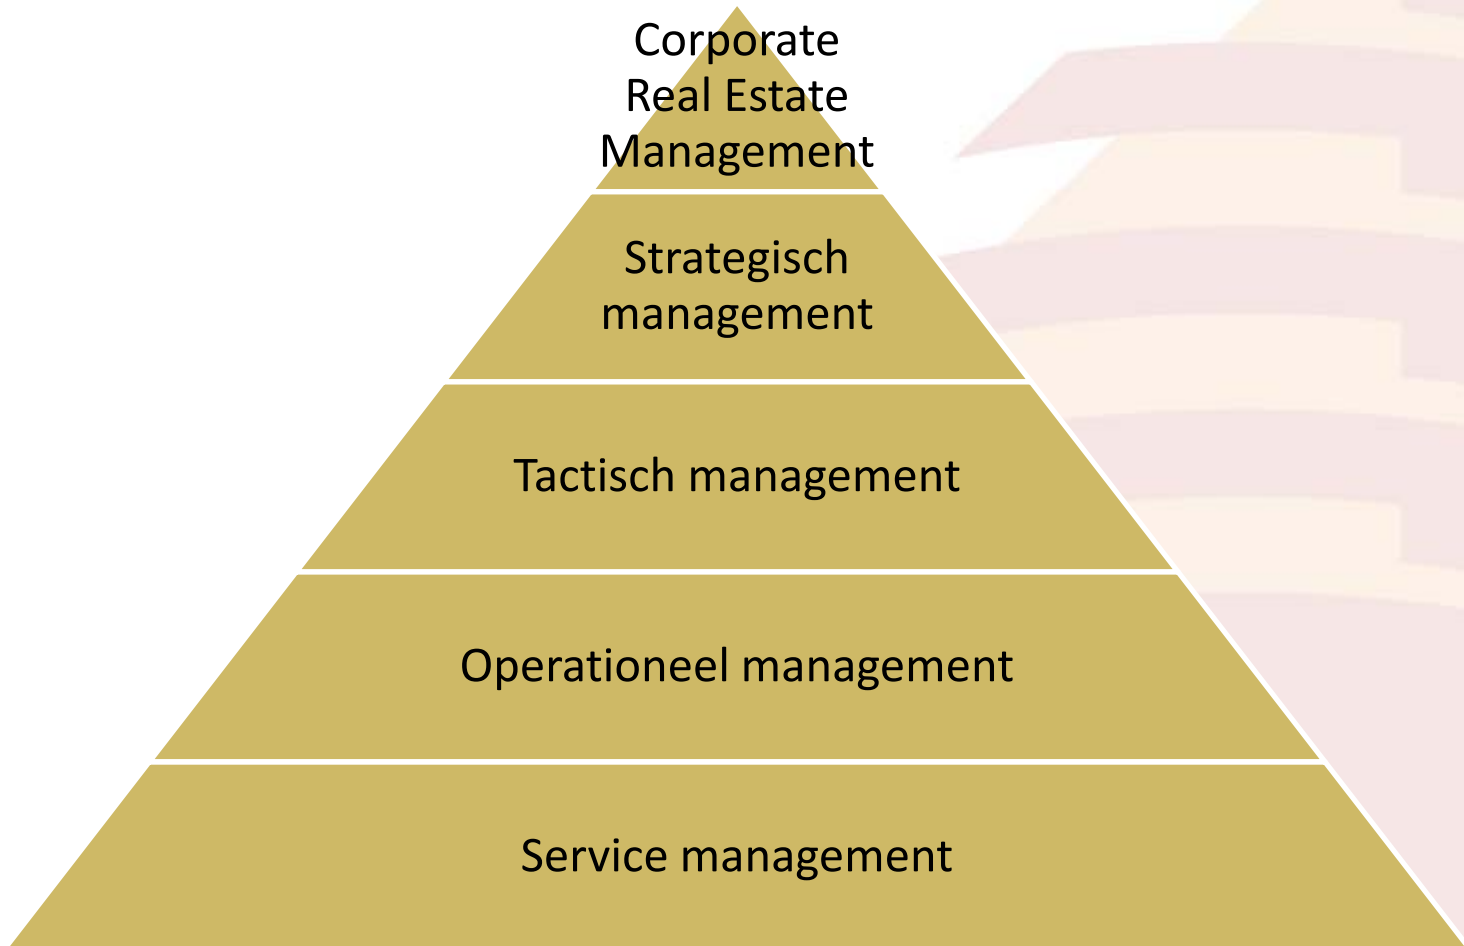 Corporate
Real Estate
Management
Strategisch
management
Tactisch management
Operationeel management
Service management